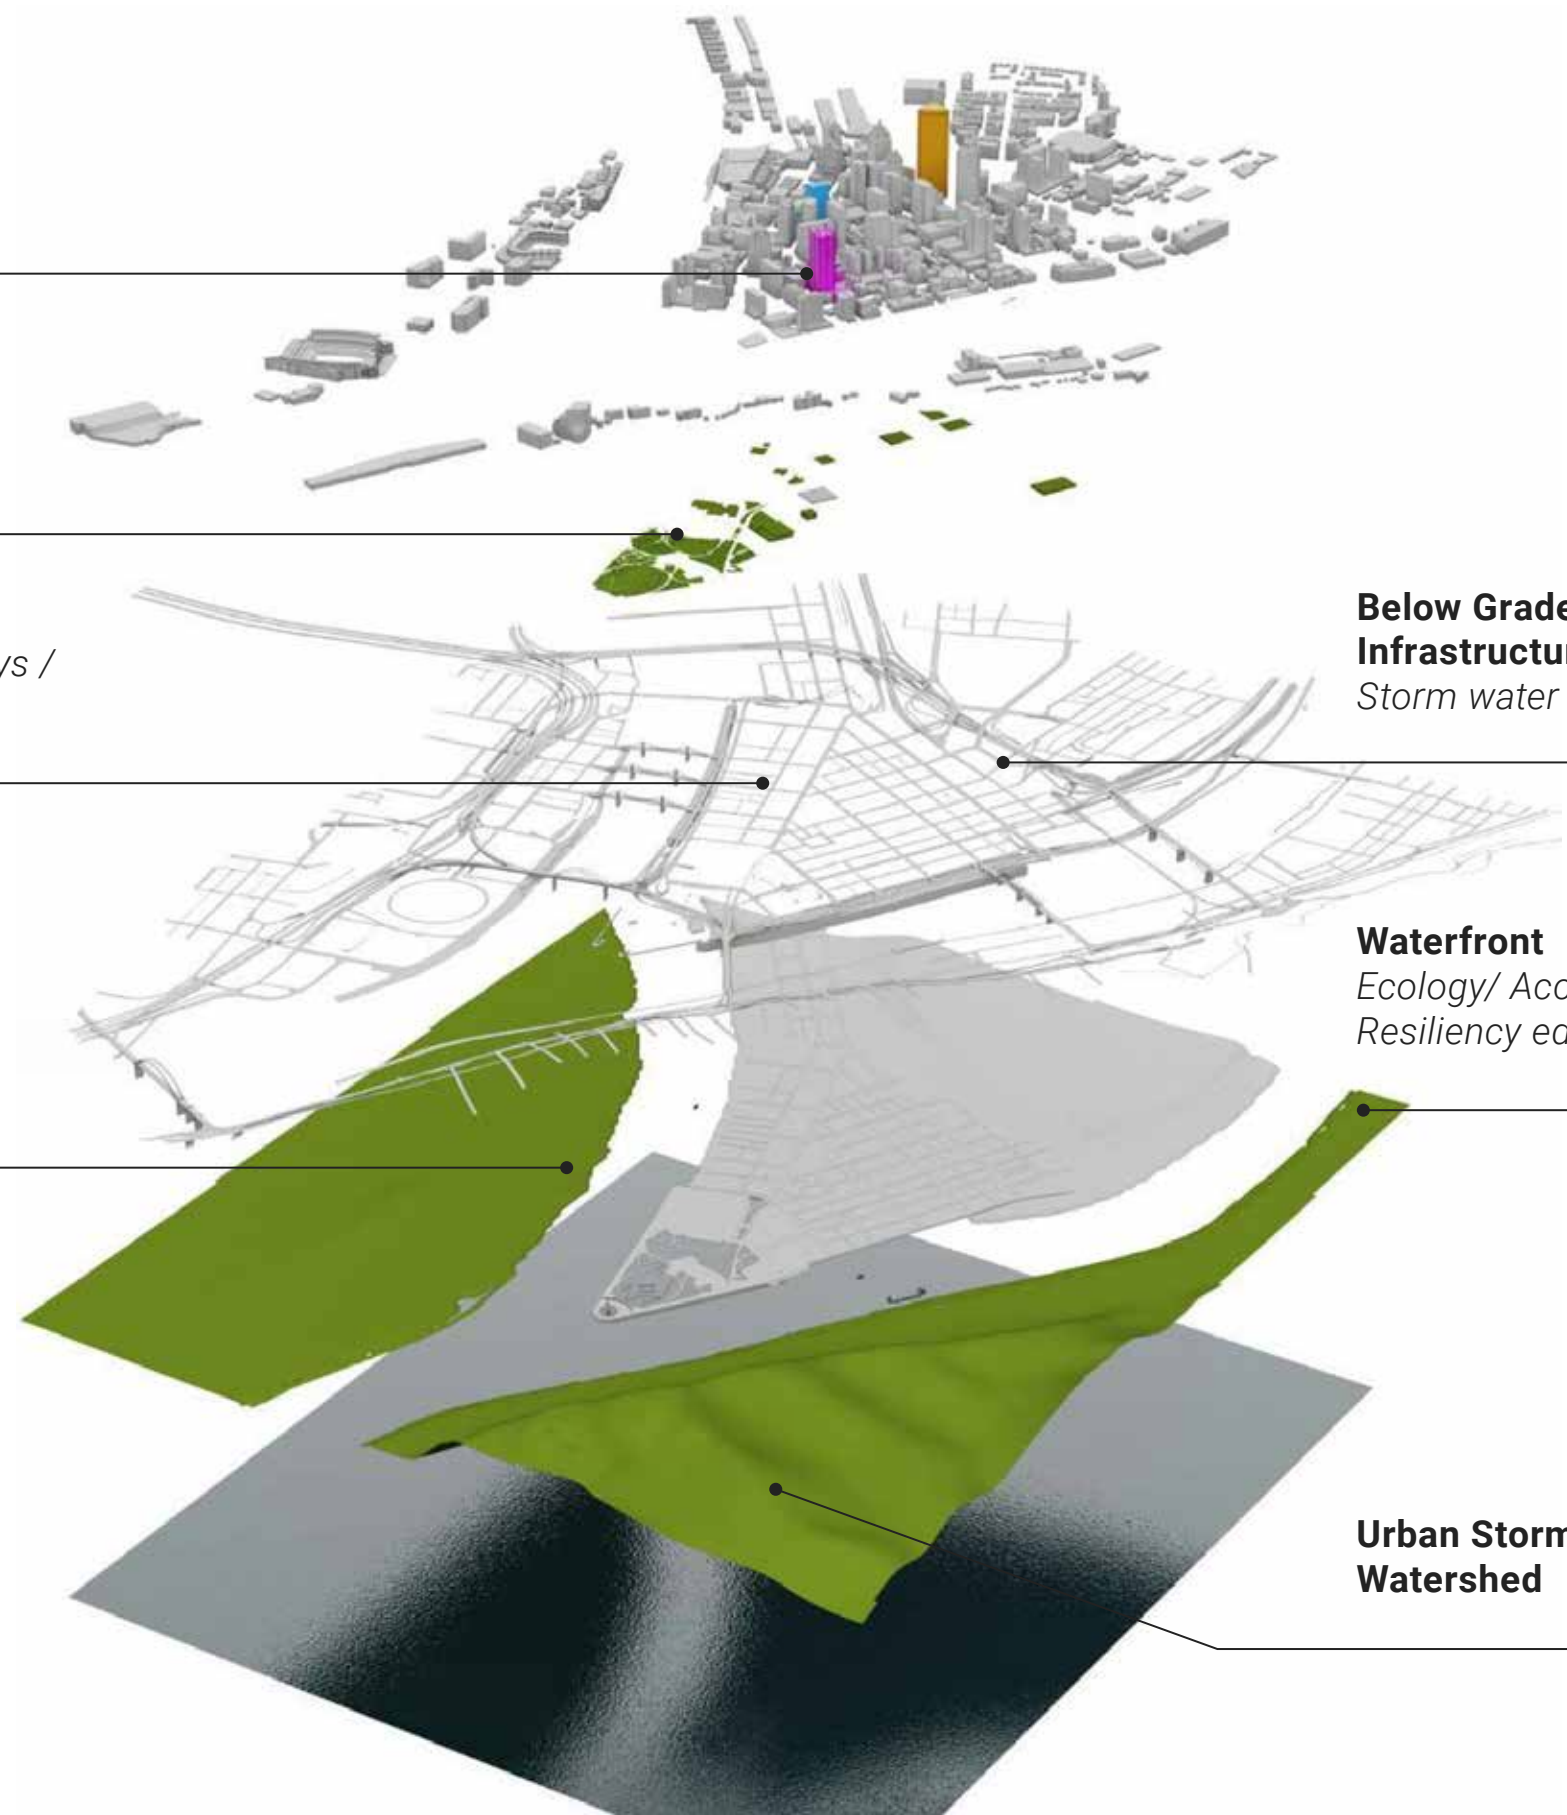 ys /
Below Grade
Infrastructu
Storm water
Waterfront
Ecology/ Acc
Resiliency ed
Urban Storm
Watershed